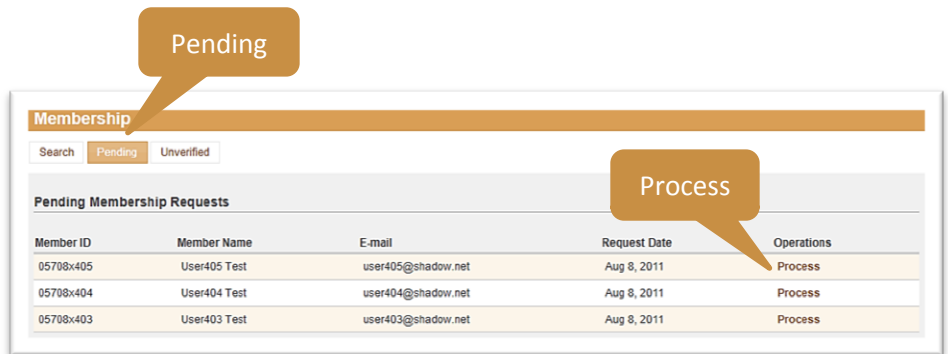 Pending
Membership
Search Pending Unverified
Process
Pending Membership Requests
Member ID Member Name E-mail Request Date Operations
05708x405 User405 Test user405@shadow.net Aug 8, 2011 Process
05708x404 User404 Test user404@shadow.net Aug 8, 2011 Process
05708x403 User403 Test user403@shadow.net Aug 8, 2011 Process